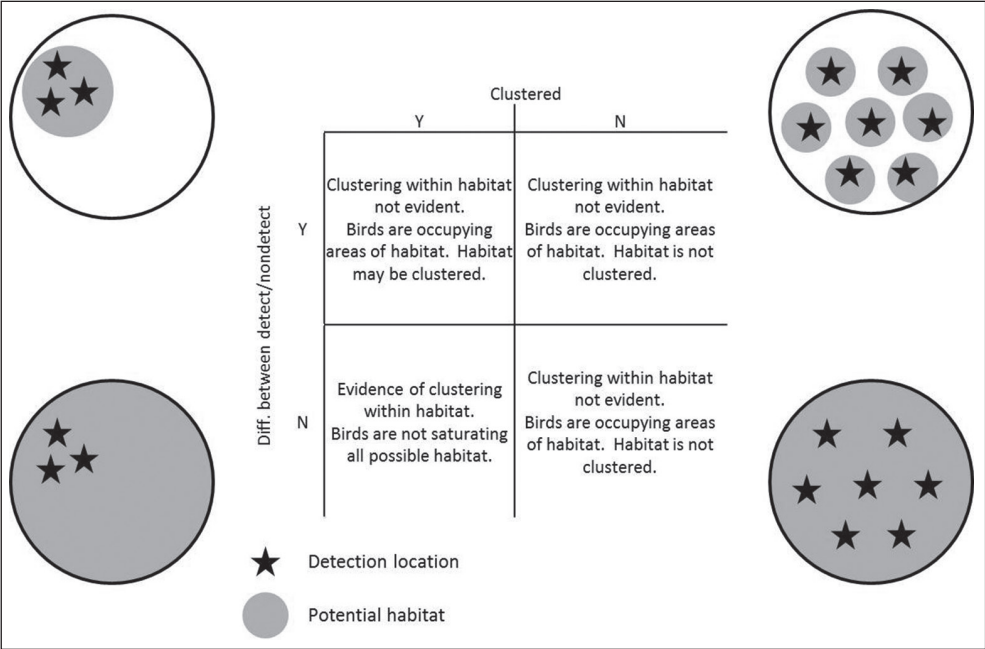 Clustered
Y
N
Diff. between detect/nondetect
Y
Clustering within habitat
not evident.
Birds are occupying
areas of habitat.  Habitat
may be clustered.
Clustering within habitat
not evident.
Birds are occupying areas
of habitat.  Habitat is not
clustered.
N
Evidence of clustering
within habitat.
Birds are not saturating
all possible habitat.
Clustering within habitat
not evident.
Birds are occupying areas
of habitat.  Habitat is not
clustered.
Detection location
Potential habitat